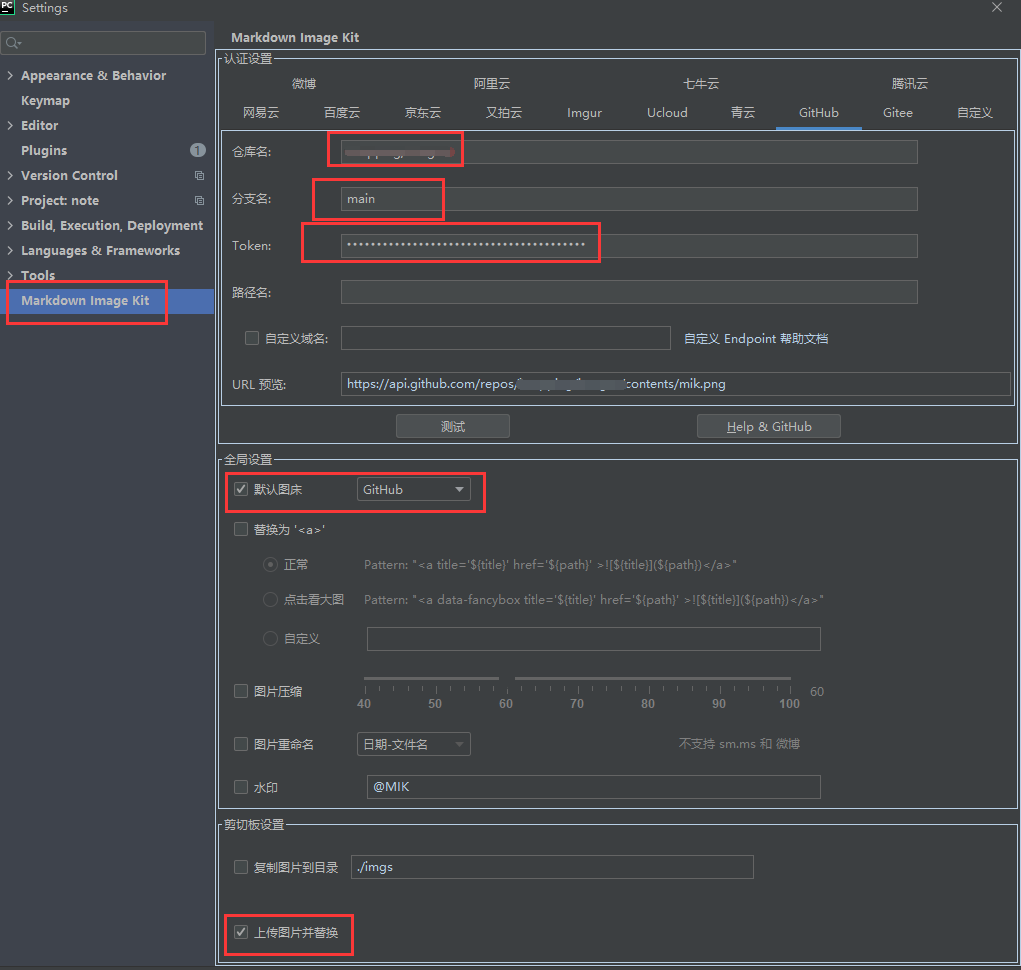 PC Settings
Markdown Image Kit
Appearance & Behavior
Keymap
Editor
Plugins 1
Version Control
Project: note
Build, Execution, Deployment
Languages & Frameworks
Tools
Markdown Image Kit
认证设置
微博 阿里云 七牛云 腾讯云
网易云 百度云 京东云 又拍云 Imgur Ucloud 青云 GitHub Gitee 自定义
仓库名:
分支名: main
Token: ••••••••••••••••••••••••••••••••••••••••
路径名:
自定义域名: 自定义 Endpoint 帮助文档
URL 预览: https://api.github.com/repos/ /contents/mik.png
测试 Help & GitHub
全局设置
默认图床 GitHub
替换为 '<a>'
正常 Pattern: "<a title='${title}' href='${path}' >![${title}](${path})</a>"
点击看大图 Pattern: "<a data-fancybox title='${title}' href='${path}' >![${title}](${path})</a>"
自定义
图片压缩 60
40 50 60 70 80 90 100
图片重命名 日期-文件名 不支持 sm.ms 和 微博
水印 @MIK
剪切板设置
复制图片到目录 ./imgs
上传图片并替换